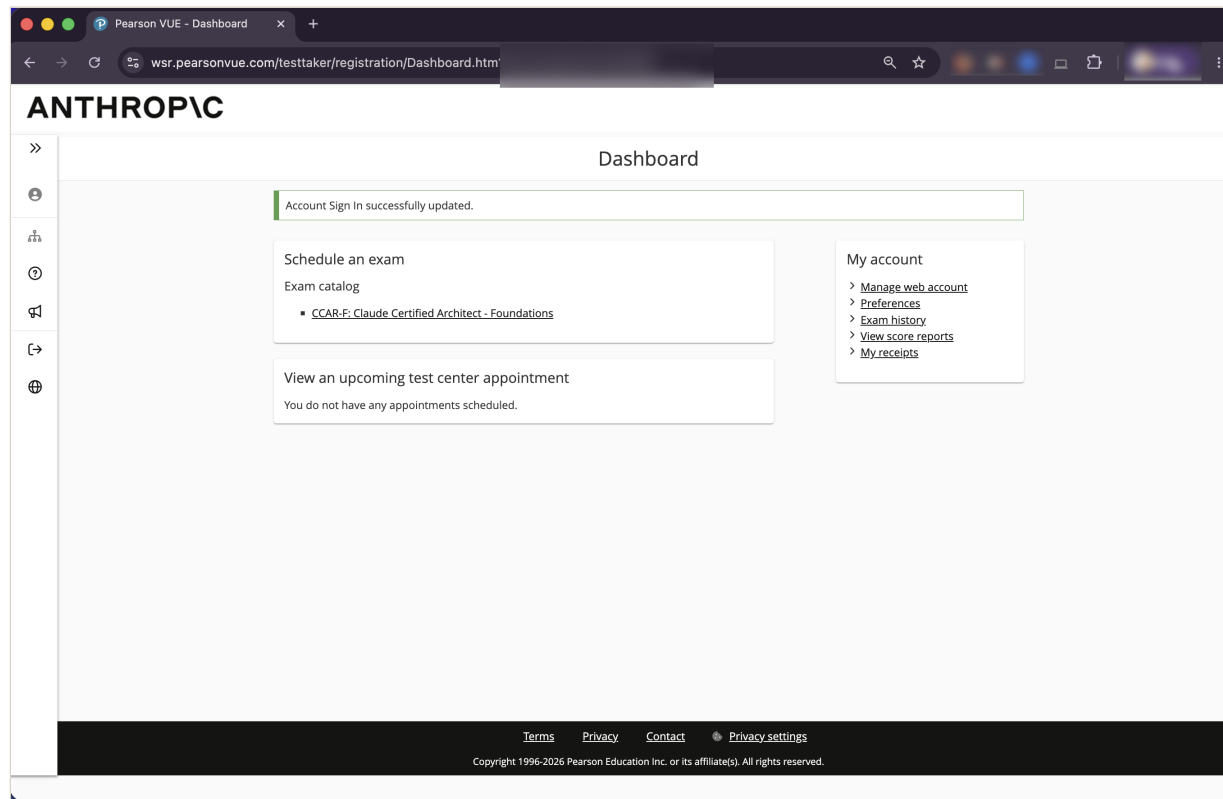 Pearson VUE - Dashboard
wsr.pearsonvue.com/testtaker/registration/Dashboard.htm
ANTHROP\C
Dashboard
Account Sign In successfully updated.
Schedule an exam
Exam catalog
CCAR-F: Claude Certified Architect - Foundations
View an upcoming test center appointment
You do not have any appointments scheduled.
My account
Manage web account
Preferences
Exam history
View score reports
My receipts
Terms Privacy Contact Privacy settings
Copyright 1996-2026 Pearson Education Inc. or its affiliate(s). All rights reserved.